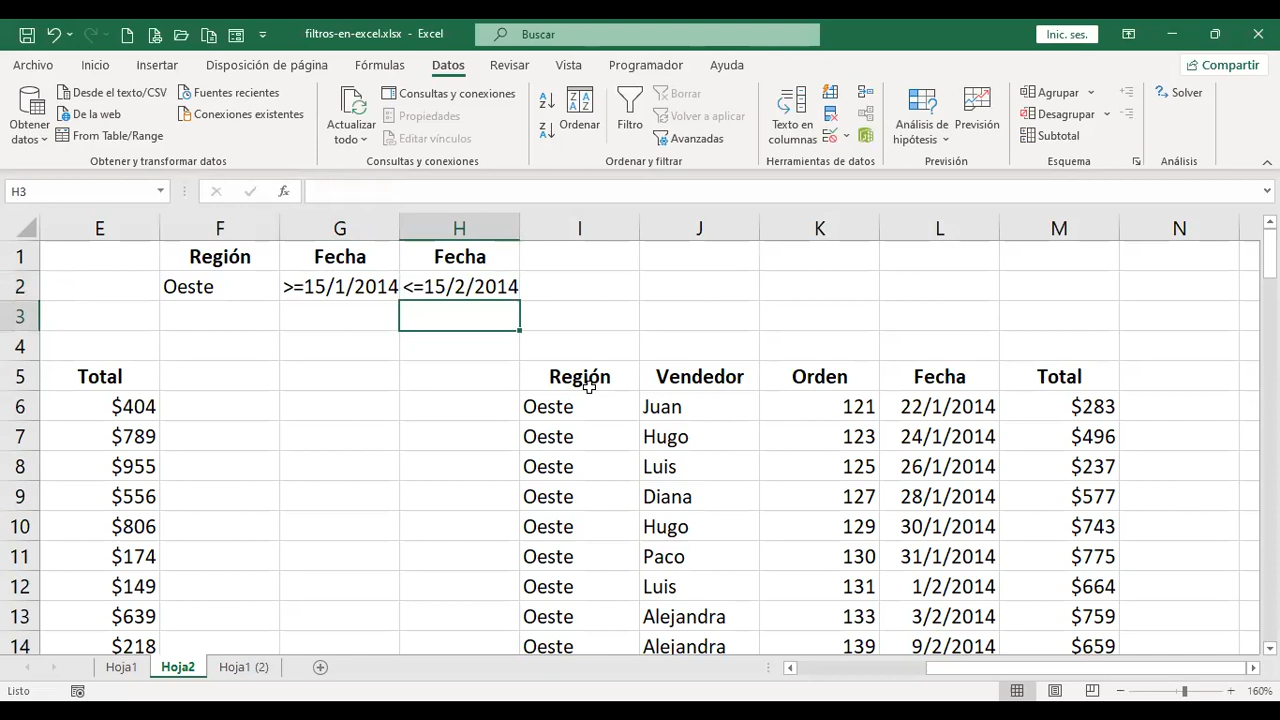 filtros-en-excel.xlsx - Excel
Buscar
Inic. ses.
Archivo Inicio Insertar Disposición de página Fórmulas Datos Revisar Vista Programador Ayuda Compartir
Obtener datos
Desde el texto/CSV
De la web
From Table/Range
Fuentes recientes
Conexiones existentes
Obtener y transformar datos
Actualizar todo
Consultas y conexiones
Propiedades
Editar vínculos
Consultas y conexiones
Ordenar
Filtro
Borrar
Volver a aplicar
Avanzadas
Ordenar y filtrar
Texto en columnas
Herramientas de datos
Análisis de hipótesis
Previsión
Previsión
Agrupar
Desagrupar
Subtotal
Esquema
Solver
Análisis
H3
fx
E F G H I J K L M N
1 Región Fecha Fecha
2 Oeste >=15/1/2014 <=15/2/2014
3
4
5 Total Región Vendedor Orden Fecha Total
6 $404 Oeste Juan 121 22/1/2014 $283
7 $789 Oeste Hugo 123 24/1/2014 $496
8 $955 Oeste Luis 125 26/1/2014 $237
9 $556 Oeste Diana 127 28/1/2014 $577
10 $806 Oeste Hugo 129 30/1/2014 $743
11 $174 Oeste Paco 130 31/1/2014 $775
12 $149 Oeste Luis 131 1/2/2014 $664
13 $639 Oeste Alejandra 133 3/2/2014 $759
14 $218 Oeste Alejandra 139 9/2/2014 $659
Hoja1 Hoja2 Hoja1 (2)
Listo 160%